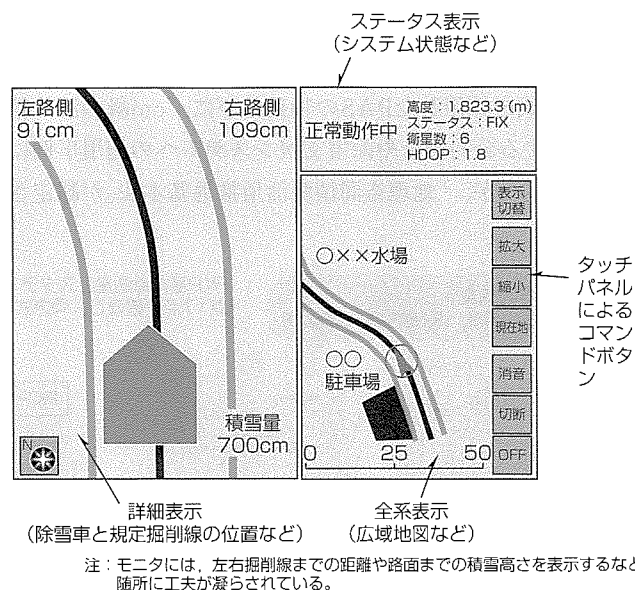 ステータス表示
(システム状態など)
左路側
91cm
右路側
109cm
正常動作中
高度:1,823.3(m)
ステータス:FIX
衛星数:6
HDOP:1.8
表示
切替
拡大
縮小
現在地
消音
切断
OFF
○××水場
○○
駐車場
タッチ
パネル
による
コマン
ドボタ
ン
積雪量
700cm
N
0 25 50
詳細表示
(除雪車と規定掘削線の位置など)
全系表示
(広域地図など)
注:モニタには,左右掘削線までの距離や路面までの積雪高さを表示するなど
随所に工夫が凝らされている。